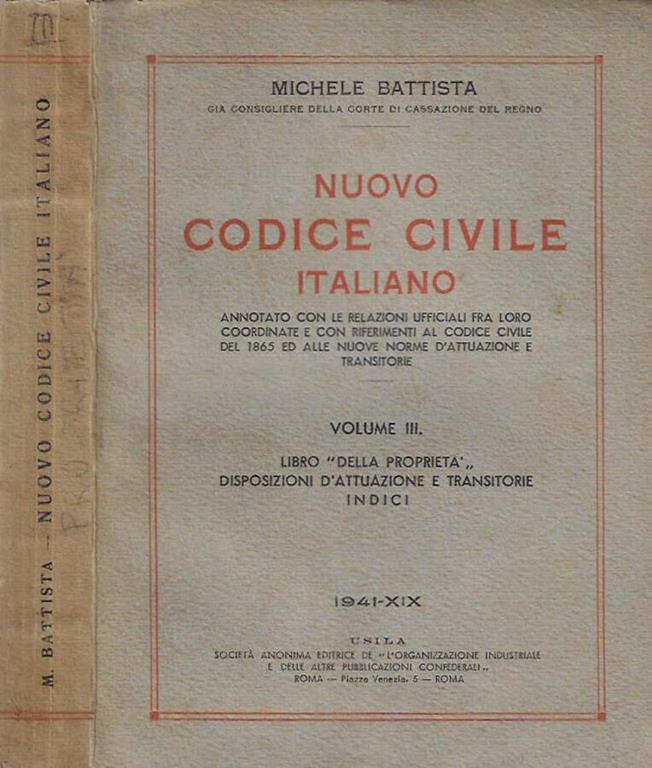 III
M. BATTISTA — NUOVO CODICE CIVILE ITALIANO
MICHELE BATTISTA
GIÀ CONSIGLIERE DELLA CORTE DI CASSAZIONE DEL REGNO
NUOVO
CODICE CIVILE
ITALIANO
ANNOTATO CON LE RELAZIONI UFFICIALI FRA LORO
COORDINATE E CON RIFERIMENTI AL CODICE CIVILE
DEL 1865 ED ALLE NUOVE NORME D'ATTUAZIONE E
TRANSITORIE
VOLUME III.
LIBRO "DELLA PROPRIETA'„
DISPOSIZIONI D'ATTUAZIONE E TRANSITORIE
INDICI
1941-XIX
USILA
SOCIETÀ ANONIMA EDITRICE DE "L'ORGANIZZAZIONE INDUSTRIALE
E DELLE ALTRE PUBBLICAZIONI CONFEDERALI„
ROMA — Piazza Venezia, 5 — ROMA